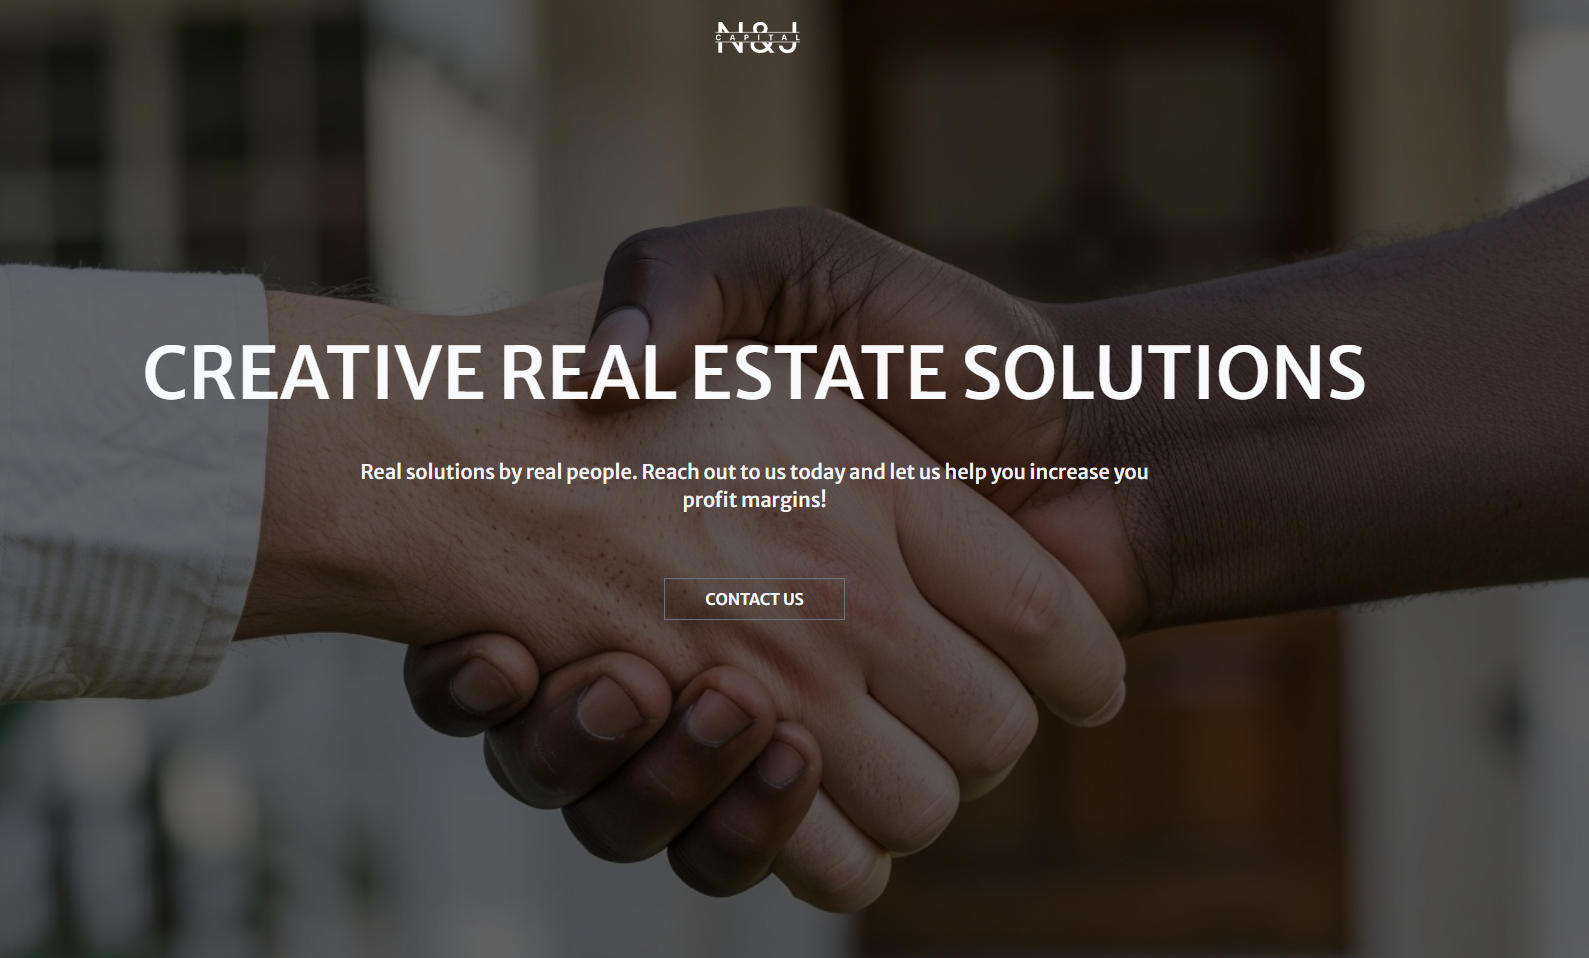 N&J
CAPITAL
CREATIVE REAL ESTATE SOLUTIONS
Real solutions by real people. Reach out to us today and let us help you increase you
profit margins!
CONTACT US